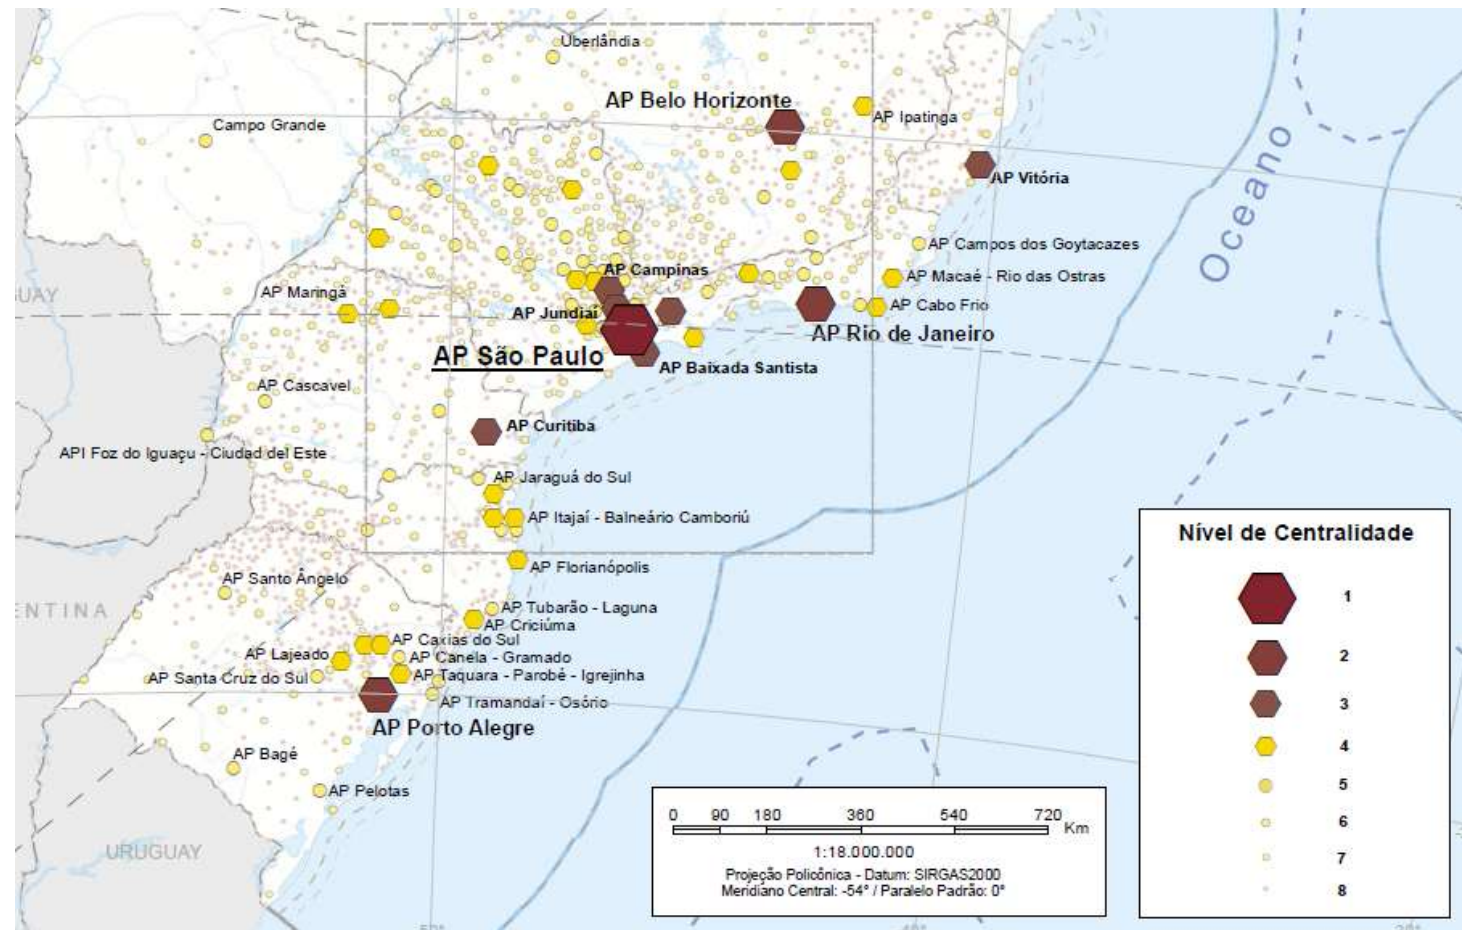 Uberlândia
AP Belo Horizonte
AP Ipatinga
Campo Grande
AP Vitória
Oceano
AP Campos dos Goytacazes
AP Campinas
AP Macaé - Rio das Ostras
AP Maringá
UAY
AP Cabo Frio
AP Jundiaí
AP Rio de Janeiro
AP São Paulo
AP Baixada Santista
AP Cascavel
AP Curitiba
API Foz do Iguaçu - Ciudad del Este
AP Jaraguá do Sul
AP Itajaí - Balneário Camboriú
AP Florianópolis
AP Santo Ângelo
ENTINA
AP Tubarão - Laguna
AP Criciúma
AP Caxias do Sul
AP Lajeado
AP Canela - Gramado
AP Santa Cruz do Sul
AP Taquara - Parobé - Igrejinha
AP Tramandaí - Osório
AP Porto Alegre
AP Bagé
AP Pelotas
URUGUAY
Nível de Centralidade
1
2
3
4
5
6
7
8
0 90 180 360 540 720
Km
1:18.000.000
Projeção Policônica - Datum: SIRGAS2000
Meridiano Central: -54° / Paralelo Padrão: 0°